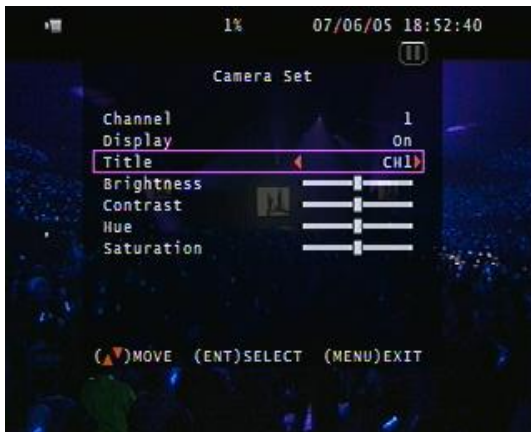 1% 07/06/05 18:52:40
Camera Set
Channel 1
Display On
Title CH1
Brightness
Contrast
Hue
Saturation
()MOVE (ENT)SELECT (MENU)EXIT